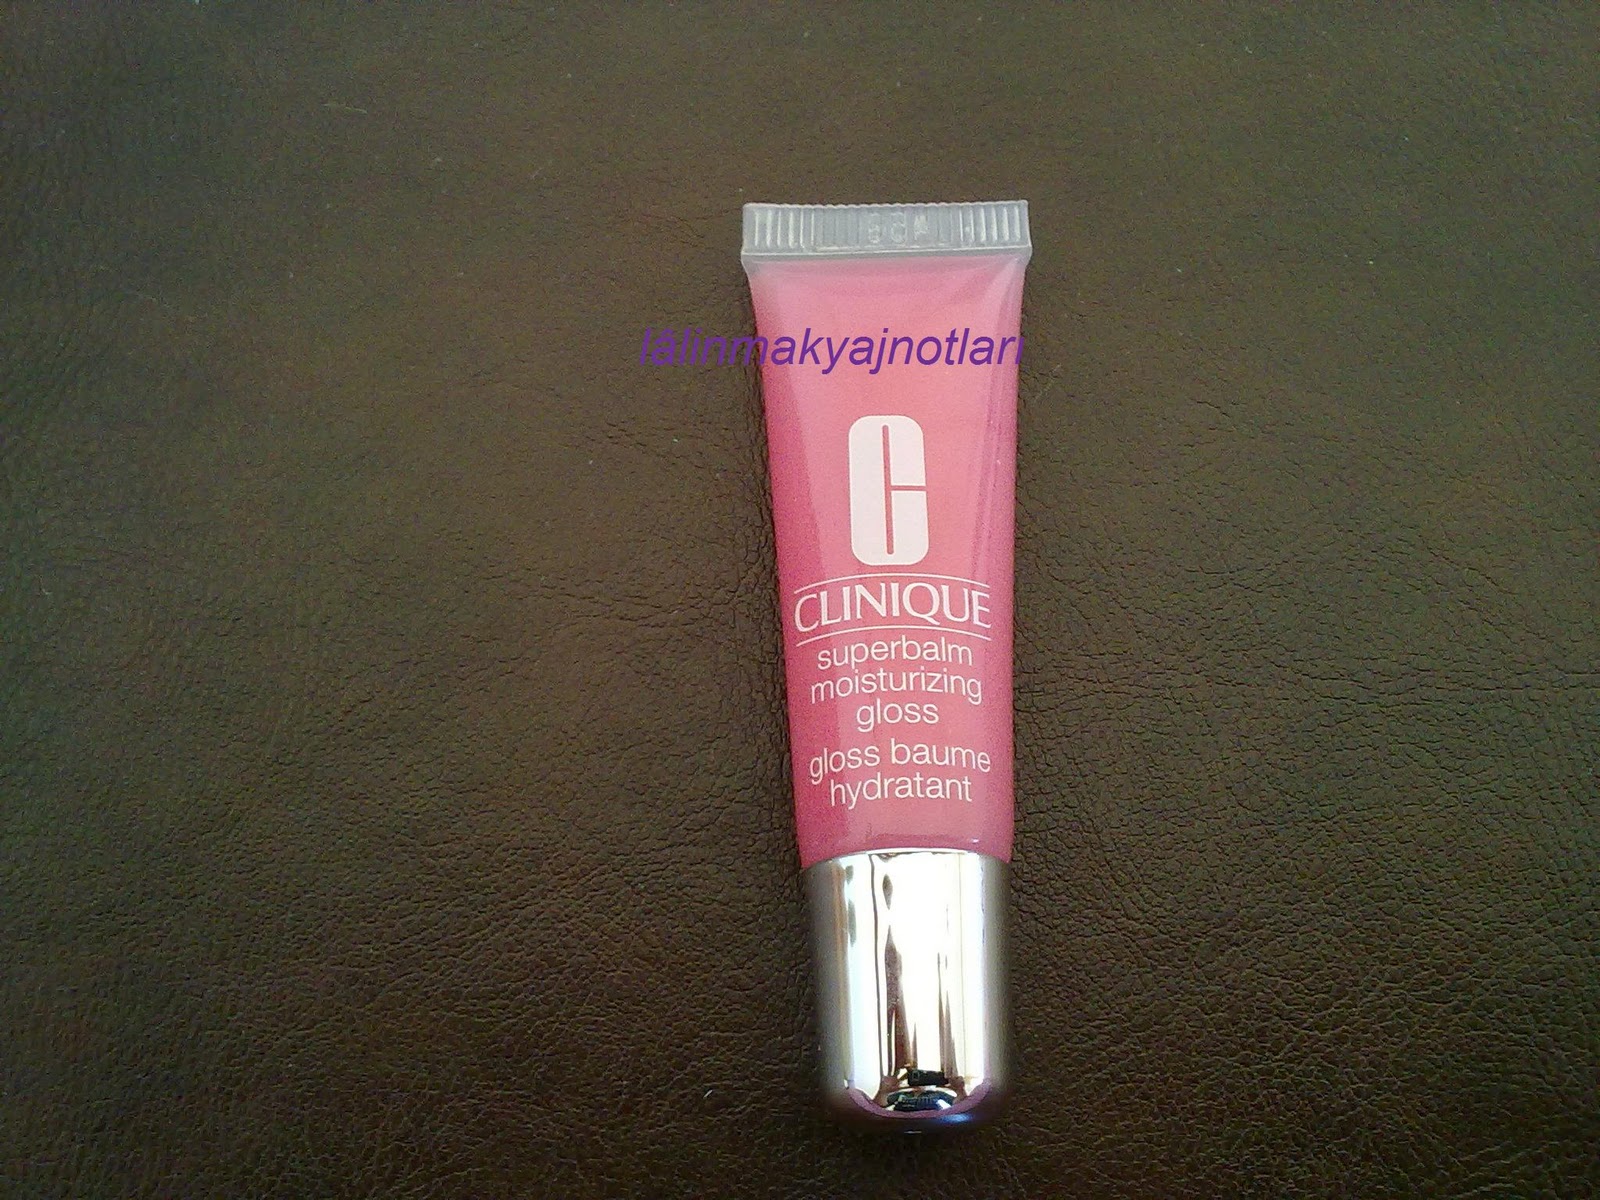 lâlinmakyajnotları
C
CLINIQUE
superbalm
moisturizing
gloss
gloss baume
hydratant